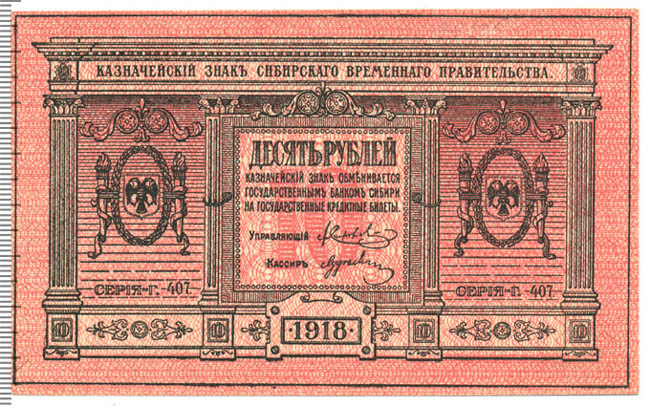 КАЗНАЧЕЙСКІЙ ЗНАКЪ СИБИРСКАГО ВРЕМЕННАГО ПРАВИТЕЛЬСТВА.
ДЕСЯТЬ РУБЛЕЙ
КАЗНАЧЕЙСКІЙ ЗНАКЪ ОБМѢНИВАЕТСЯ
ГОСУДАРСТВЕННЫМЪ БАНКОМЪ СИБИРИ
НА ГОСУДАРСТВЕННЫЕ КРЕДИТНЫЕ БИЛЕТЫ.
УПРАВЛЯЮЩІЙ
КАССИРЪ
СЕРІЯ-Г.-407
СЕРІЯ-Г.-407
·1918·